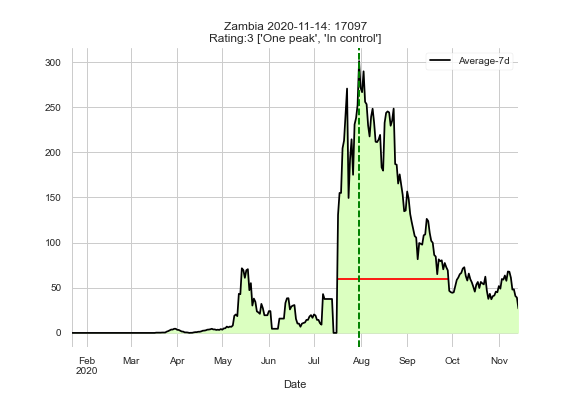 Zambia 2020-11-14: 17097
Rating:3 ['One peak', 'In control']
Average-7d
300
250
200
150
100
50
0
Feb Mar Apr May Jun Jul Aug Sep Oct Nov
2020
Date